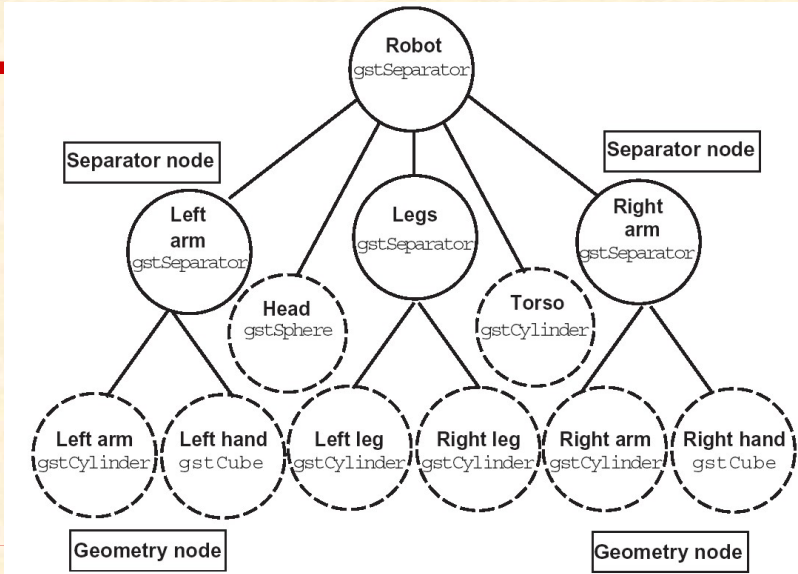 Robot
gstSeparator
Separator node
Separator node
Left
arm
gstSeparator
Legs
gstSeparator
Right
arm
gstSeparator
Head
gstSphere
Torso
gstCylinder
Left arm
gstCylinder
Left hand
gstCube
Left leg
gstCylinder
Right leg
gstCylinder
Right arm
gstCylinder
Right hand
gstCube
Geometry node
Geometry node